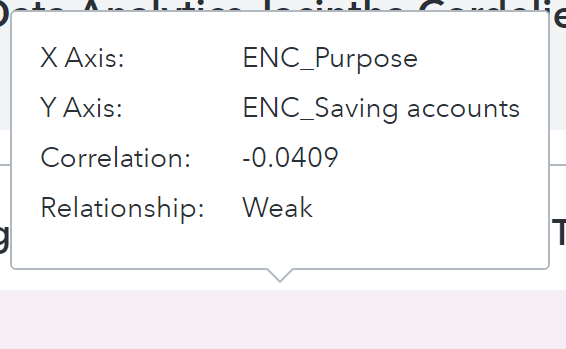 X Axis: ENC_Purpose
Y Axis: ENC_Saving accounts
Correlation: -0.0409
Relationship: Weak